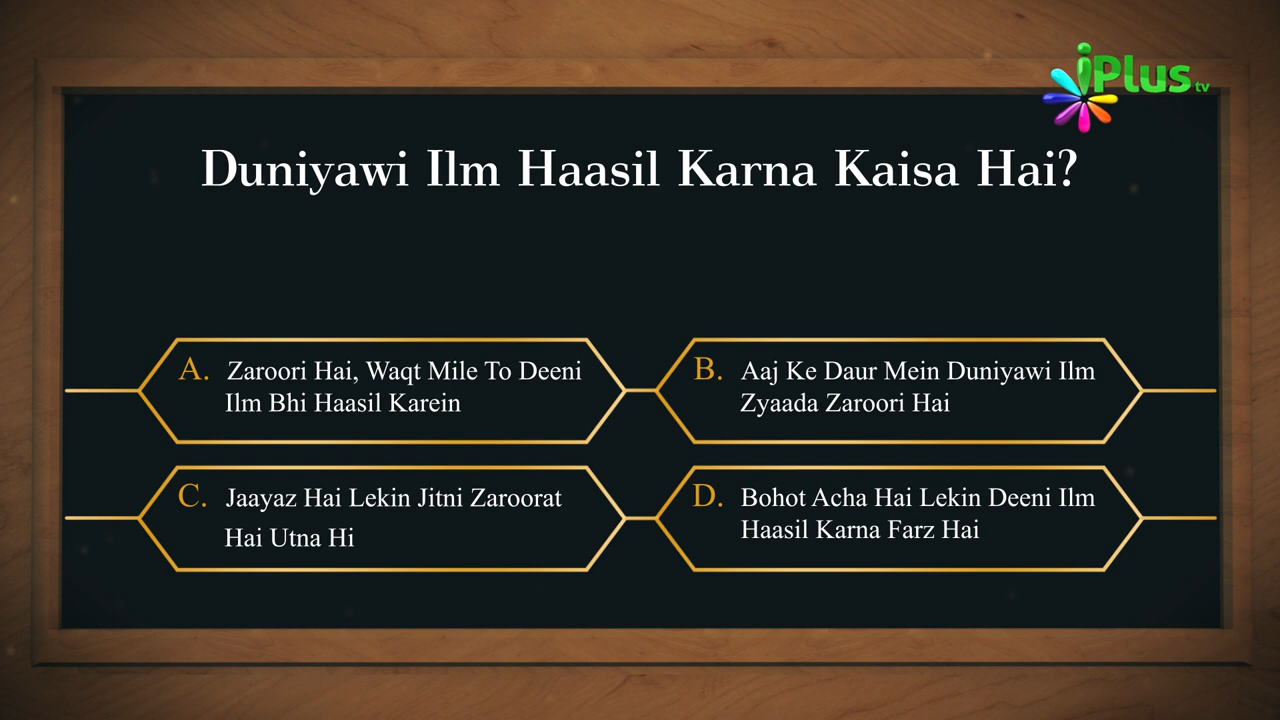 iPlus tv
Duniyawi Ilm Haasil Karna Kaisa Hai?
A. Zaroori Hai, Waqt Mile To Deeni
Ilm Bhi Haasil Karein
B. Aaj Ke Daur Mein Duniyawi Ilm
Zyaada Zaroori Hai
C. Jaayaz Hai Lekin Jitni Zaroorat
Hai Utna Hi
D. Bohot Acha Hai Lekin Deeni Ilm
Haasil Karna Farz Hai